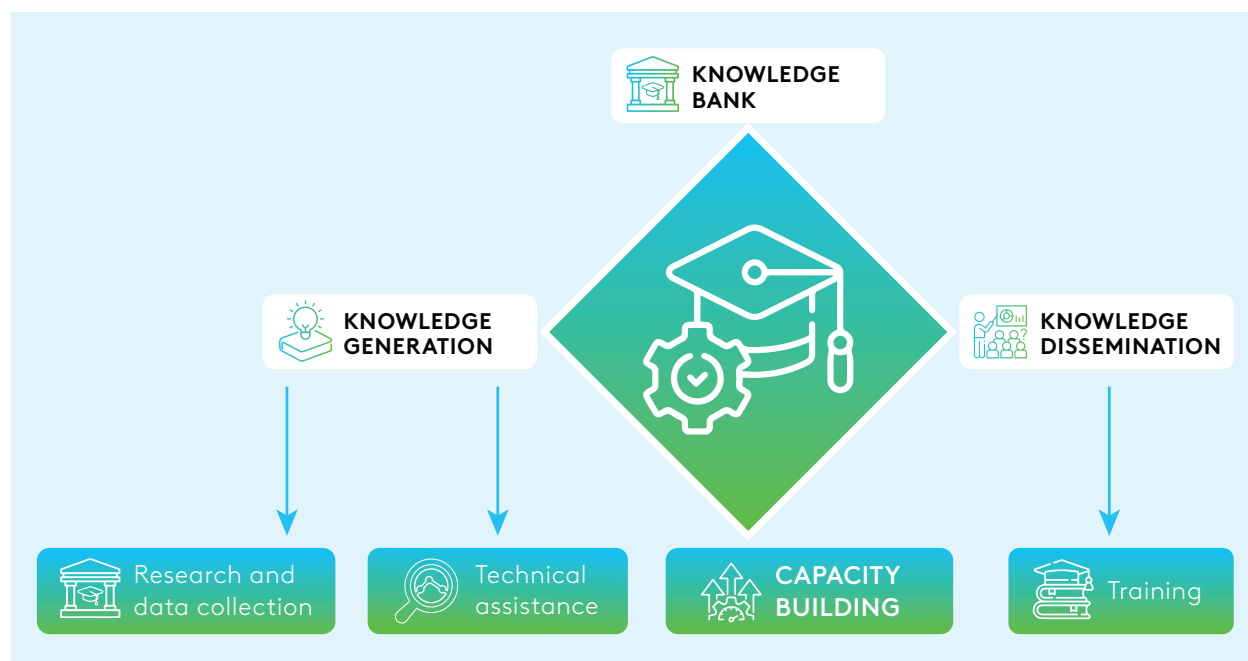 KNOWLEDGE
BANK
KNOWLEDGE
GENERATION
KNOWLEDGE
DISSEMINATION
Research and
data collection
Technical
assistance
CAPACITY
BUILDING
Training